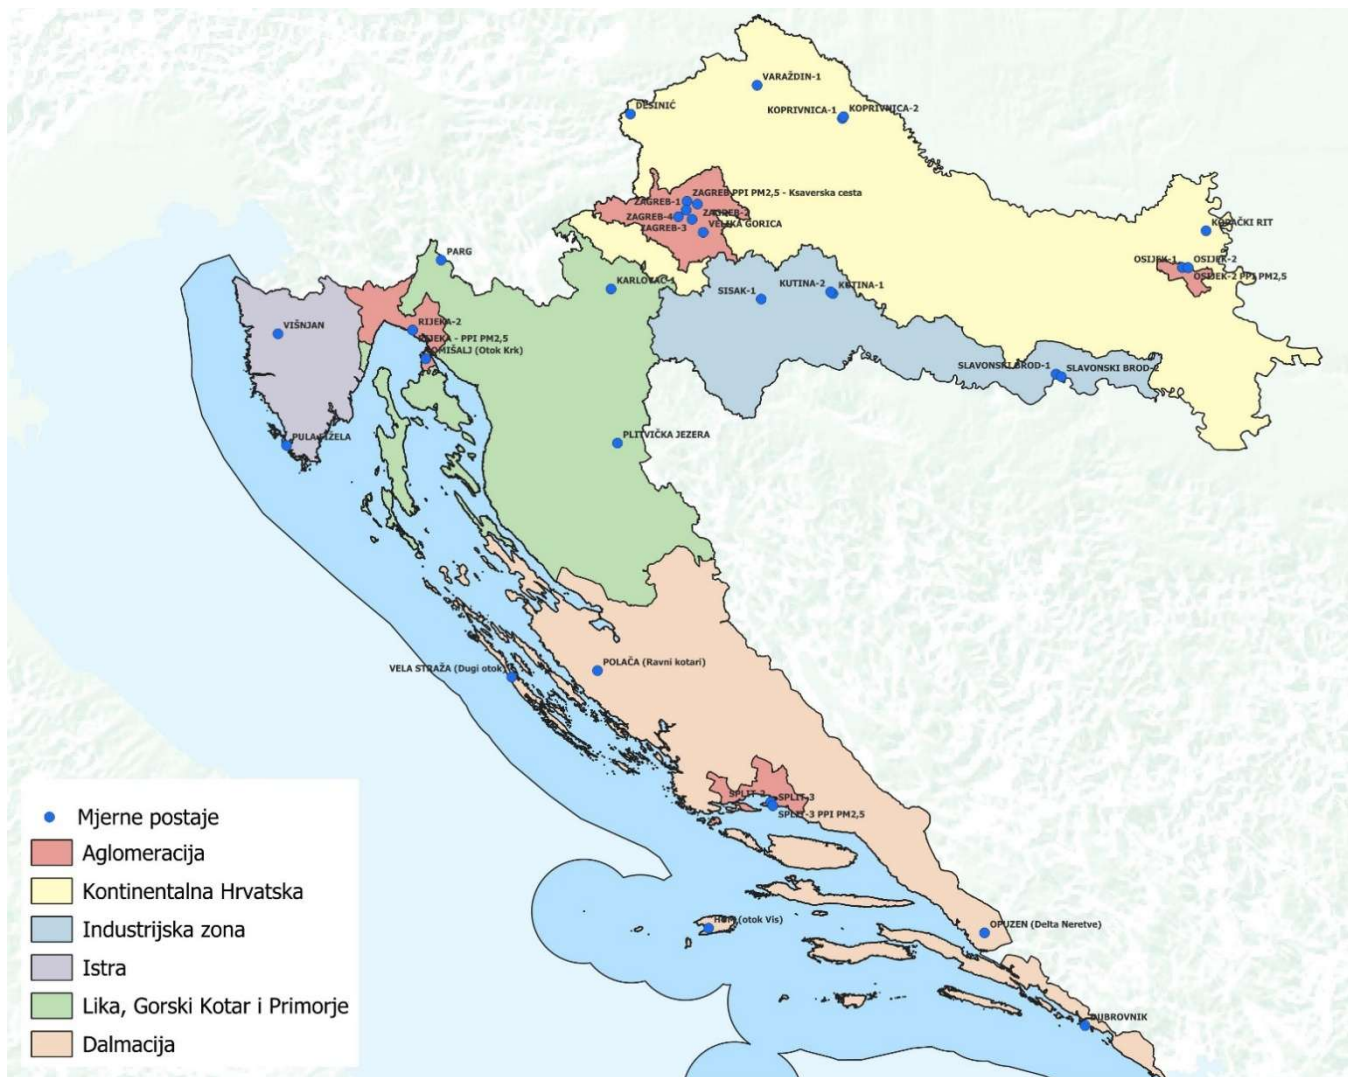 VARAŽDIN-1
DESINIĆ
KOPRIVNICA-1
KOPRIVNICA-2
ZAGREB PPI PM2,5 - Ksaverska cesta
ZAGREB-1
ZAGREB-4
ZAGREB-2
ZAGREB-3
VELIKA GORICA
KOPAČKI RIT
OSIJEK-1
OSIJEK-2
OSIJEK-2 PPI PM2,5
PARG
KARLOVAC-1
SISAK-1
KUTINA-2
KUTINA-1
VIŠNJAN
RIJEKA-2
RIJEKA - PPI PM2,5
OMIŠALJ (Otok Krk)
SLAVONSKI BROD-1
SLAVONSKI BROD-2
PULA FIŽELA
PLITVIČKA JEZERA
VELA STRAŽA (Dugi otok)
POLAČA (Ravni kotari)
SPLIT-2
SPLIT-3
SPLIT-3 PPI PM2,5
HUM (otok Vis)
OPUZEN (Delta Neretve)
DUBROVNIK
Mjerne postaje
Aglomeracija
Kontinentalna Hrvatska
Industrijska zona
Istra
Lika, Gorski Kotar i Primorje
Dalmacija